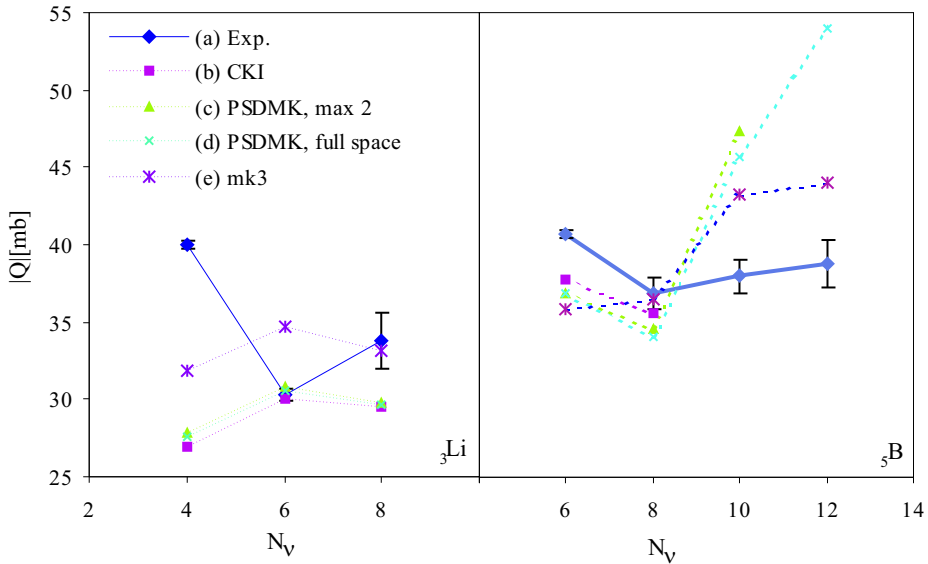 55
50
45
40
35
30
25
|Q|[mb]
(a) Exp.
(b) CKI
(c) PSDMK, max 2
(d) PSDMK, full space
(e) mk3
₃Li
₅B
2 4 6 8
6 8 10 12 14
Nν
Nν